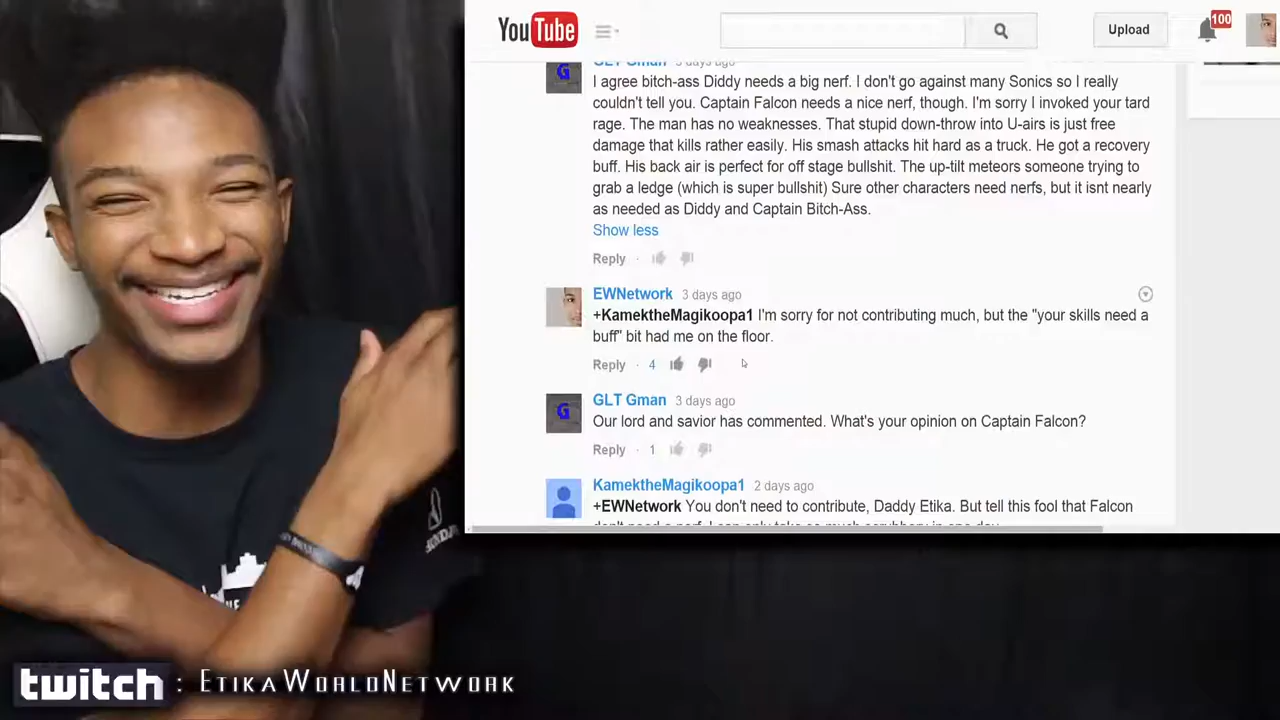 YouTube
Upload
100
GLT Gman 3 days ago
I agree bitch-ass Diddy needs a big nerf. I don't go against many Sonics so I really
couldn't tell you. Captain Falcon needs a nice nerf, though. I'm sorry I invoked your tard
rage. The man has no weaknesses. That stupid down-throw into U-airs is just free
damage that kills rather easily. His smash attacks hit hard as a truck. He got a recovery
buff. His back air is perfect for off stage bullshit. The up-tilt meteors someone trying to
grab a ledge (which is super bullshit) Sure other characters need nerfs, but it isnt nearly
as needed as Diddy and Captain Bitch-Ass.
Show less
Reply ·
EWNetwork 3 days ago
+KamektheMagikoopa1 I'm sorry for not contributing much, but the "your skills need a
buff" bit had me on the floor.
Reply · 4
G
GLT Gman 3 days ago
Our lord and savior has commented. What's your opinion on Captain Falcon?
Reply · 1
KamektheMagikoopa1 2 days ago
+EWNetwork You don't need to contribute, Daddy Etika. But tell this fool that Falcon
twitch : EtikaWorldNetwork